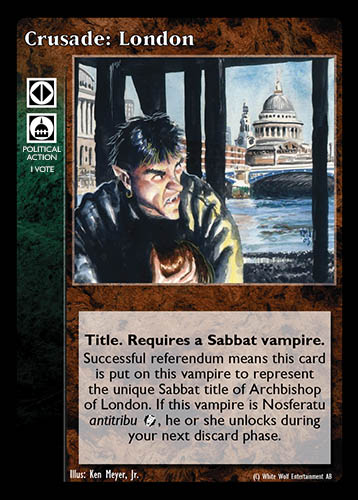 Crusade: London
POLITICAL
ACTION
1 VOTE
Title. Requires a Sabbat vampire.
Successful referendum means this card
is put on this vampire to represent
the unique Sabbat title of Archbishop
of London. If this vampire is Nosferatu
antitribu , he or she unlocks during
your next discard phase.
Illus: Ken Meyer, Jr.
(C) White Wolf Entertainment AB